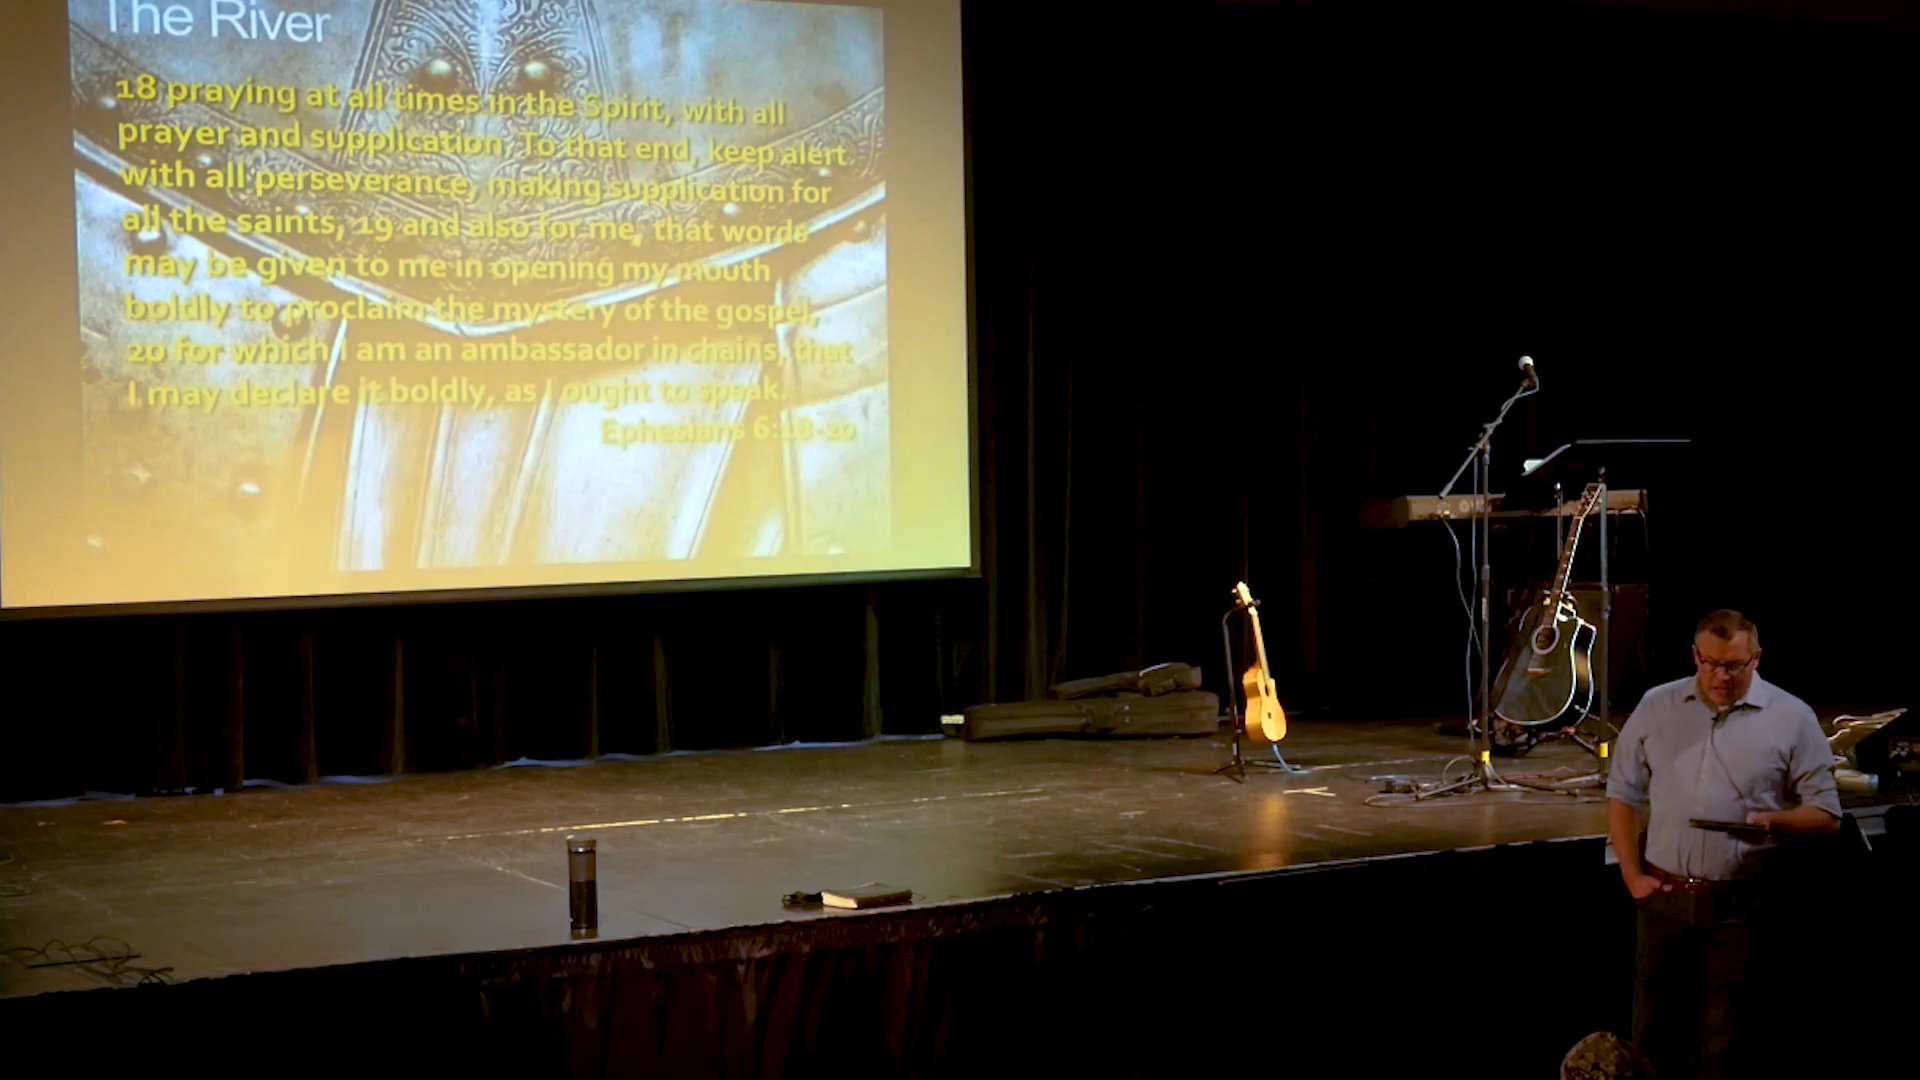 The River
18 praying at all times in the Spirit, with all
prayer and supplication. To that end, keep alert
with all perseverance, making supplication for
all the saints, 19 and also for me, that words
may be given to me in opening my mouth
boldly to proclaim the mystery of the gospel,
20 for which I am an ambassador in chains, that
I may declare it boldly, as I ought to speak.
Ephesians 6:18-20